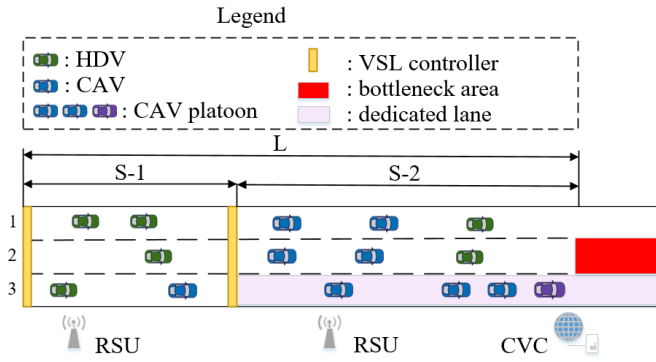 Legend
: HDV
: CAV
: CAV platoon
: VSL controller
: bottleneck area
: dedicated lane
L
S-1
S-2
1
2
3
RSU
RSU
CVC